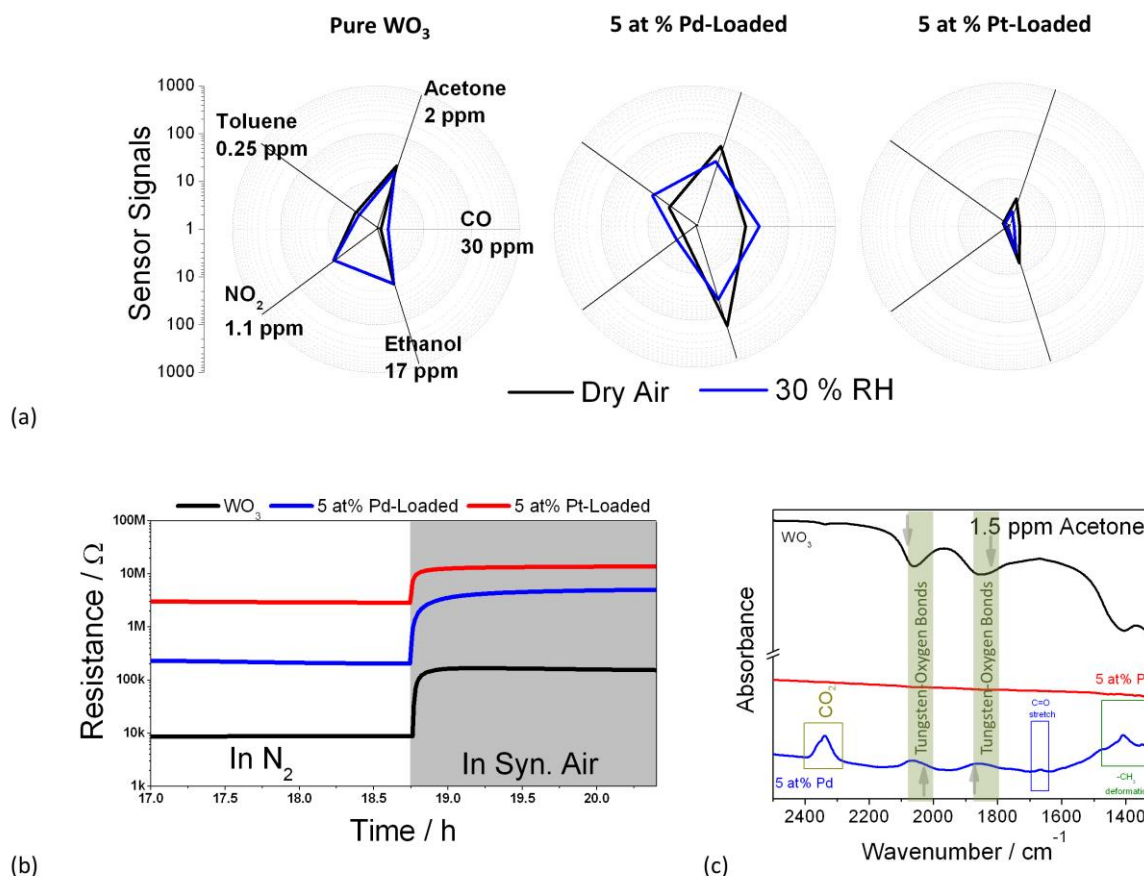 Pure WO3
5 at % Pd-Loaded
5 at % Pt-Loaded
Sensor Signals
1000
100
10
1
10
100
1000
Acetone
2 ppm
Toluene
0.25 ppm
CO
30 ppm
NO2
1.1 ppm
Ethanol
17 ppm
Dry Air
30 % RH
(a)
WO3
5 at% Pd-Loaded
5 at% Pt-Loaded
Resistance / Ω
100M
10M
1M
100k
10k
1k
In N2
In Syn. Air
17.0 17.5 18.0 18.5 19.0 19.5 20.0
Time / h
(b)
1.5 ppm Acetone
WO3
Absorbance
Tungsten-Oxygen Bonds
Tungsten-Oxygen Bonds
5 at% P
CO2
C=O
stretch
5 at% Pd
-CH3
deformation
2400 2200 2000 1800 1600 1400
Wavenumber / cm-1
(c)